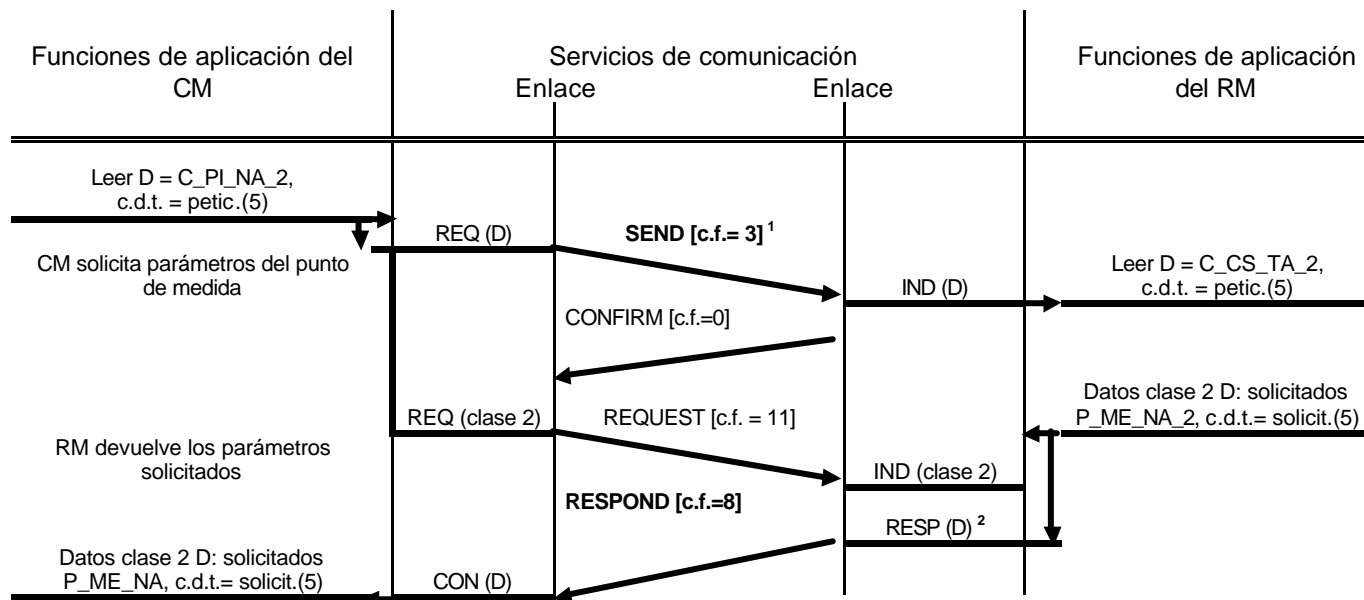 Funciones de aplicación del
CM
Servicios de comunicación
Enlace
Enlace
Funciones de aplicación
del RM
Leer D = C_PI_NA_2,
c.d.t. = petic.(5)
REQ (D)
SEND [c.f.= 3] 1
CM solicita parámetros del punto
de medida
IND (D)
Leer D = C_CS_TA_2,
c.d.t. = petic.(5)
CONFIRM [c.f.=0]
Datos clase 2 D: solicitados
P_ME_NA_2, c.d.t.= solicit.(5)
REQ (clase 2)
REQUEST [c.f. = 11]
RM devuelve los parámetros
solicitados
IND (clase 2)
RESPOND [c.f.=8]
RESP (D) 2
Datos clase 2 D: solicitados
P_ME_NA, c.d.t.= solicit.(5)
CON (D)